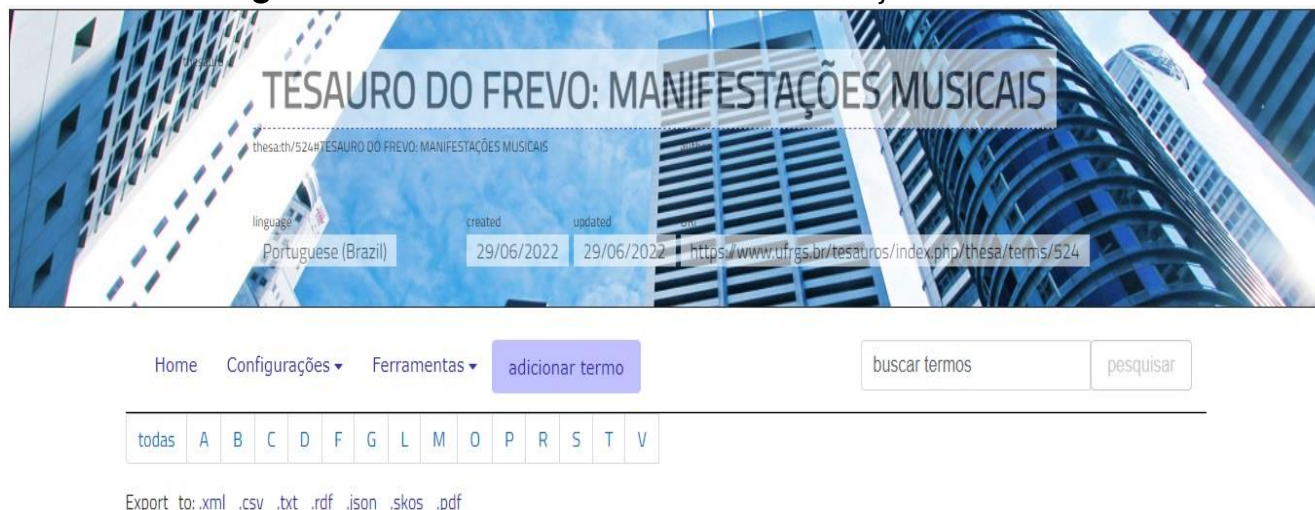 thesauro
TESAURO DO FREVO: MANIFESTAÇÕES MUSICAIS
thesa:th/524#TESAURO DO FREVO: MANIFESTAÇÕES MUSICAIS
linguage created updated URI
Portuguese (Brazil) 29/06/2022 29/06/2022 https://www.ufrgs.br/tesauros/index.php/thesa/terms/524
Home Configurações Ferramentas adicionar termo buscar termos pesquisar
todas A B C D F G L M O P R S T V
Export to: .xml .csv .txt .rdf .json .skos .pdf